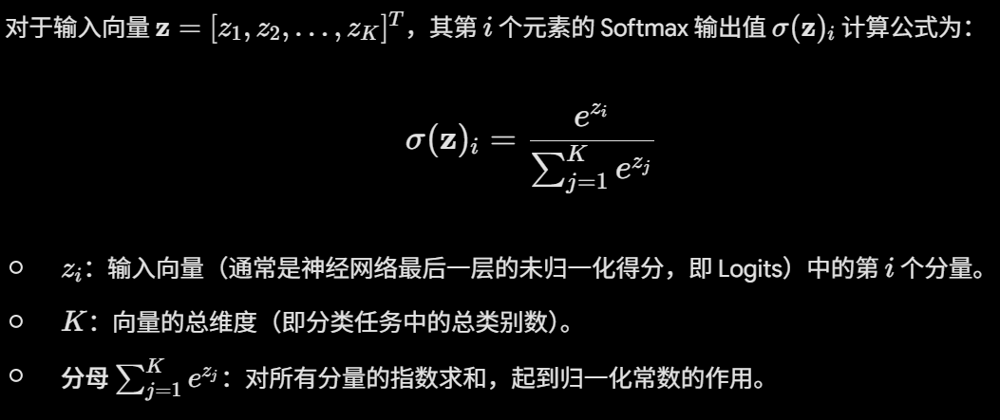 对于输入向量 $\mathbf{z} = [z_1, z_2, \ldots, z_K]^T$，其第 $i$ 个元素的 Softmax 输出值 $\sigma(\mathbf{z})_i$ 计算公式为：
$\sigma(\mathbf{z})_i = \frac{e^{z_i}}{\sum_{j=1}^{K} e^{z_j}}$
○ $z_i$：输入向量（通常是神经网络最后一层的未归一化得分，即 Logits）中的第 $i$ 个分量。
○ $K$：向量的总维度（即分类任务中的总类别数）。
○ 分母 $\sum_{j=1}^{K} e^{z_j}$：对所有分量的指数求和，起到归一化常数的作用。